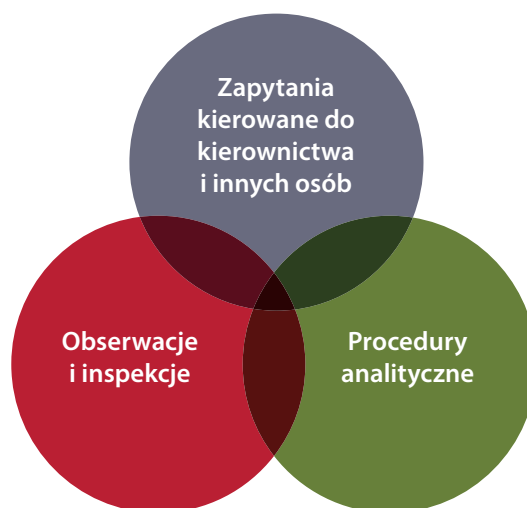 Zapytania
kierowane do
kierownictwa
i innych osób
Obserwacje
i inspekcje
Procedury
analityczne